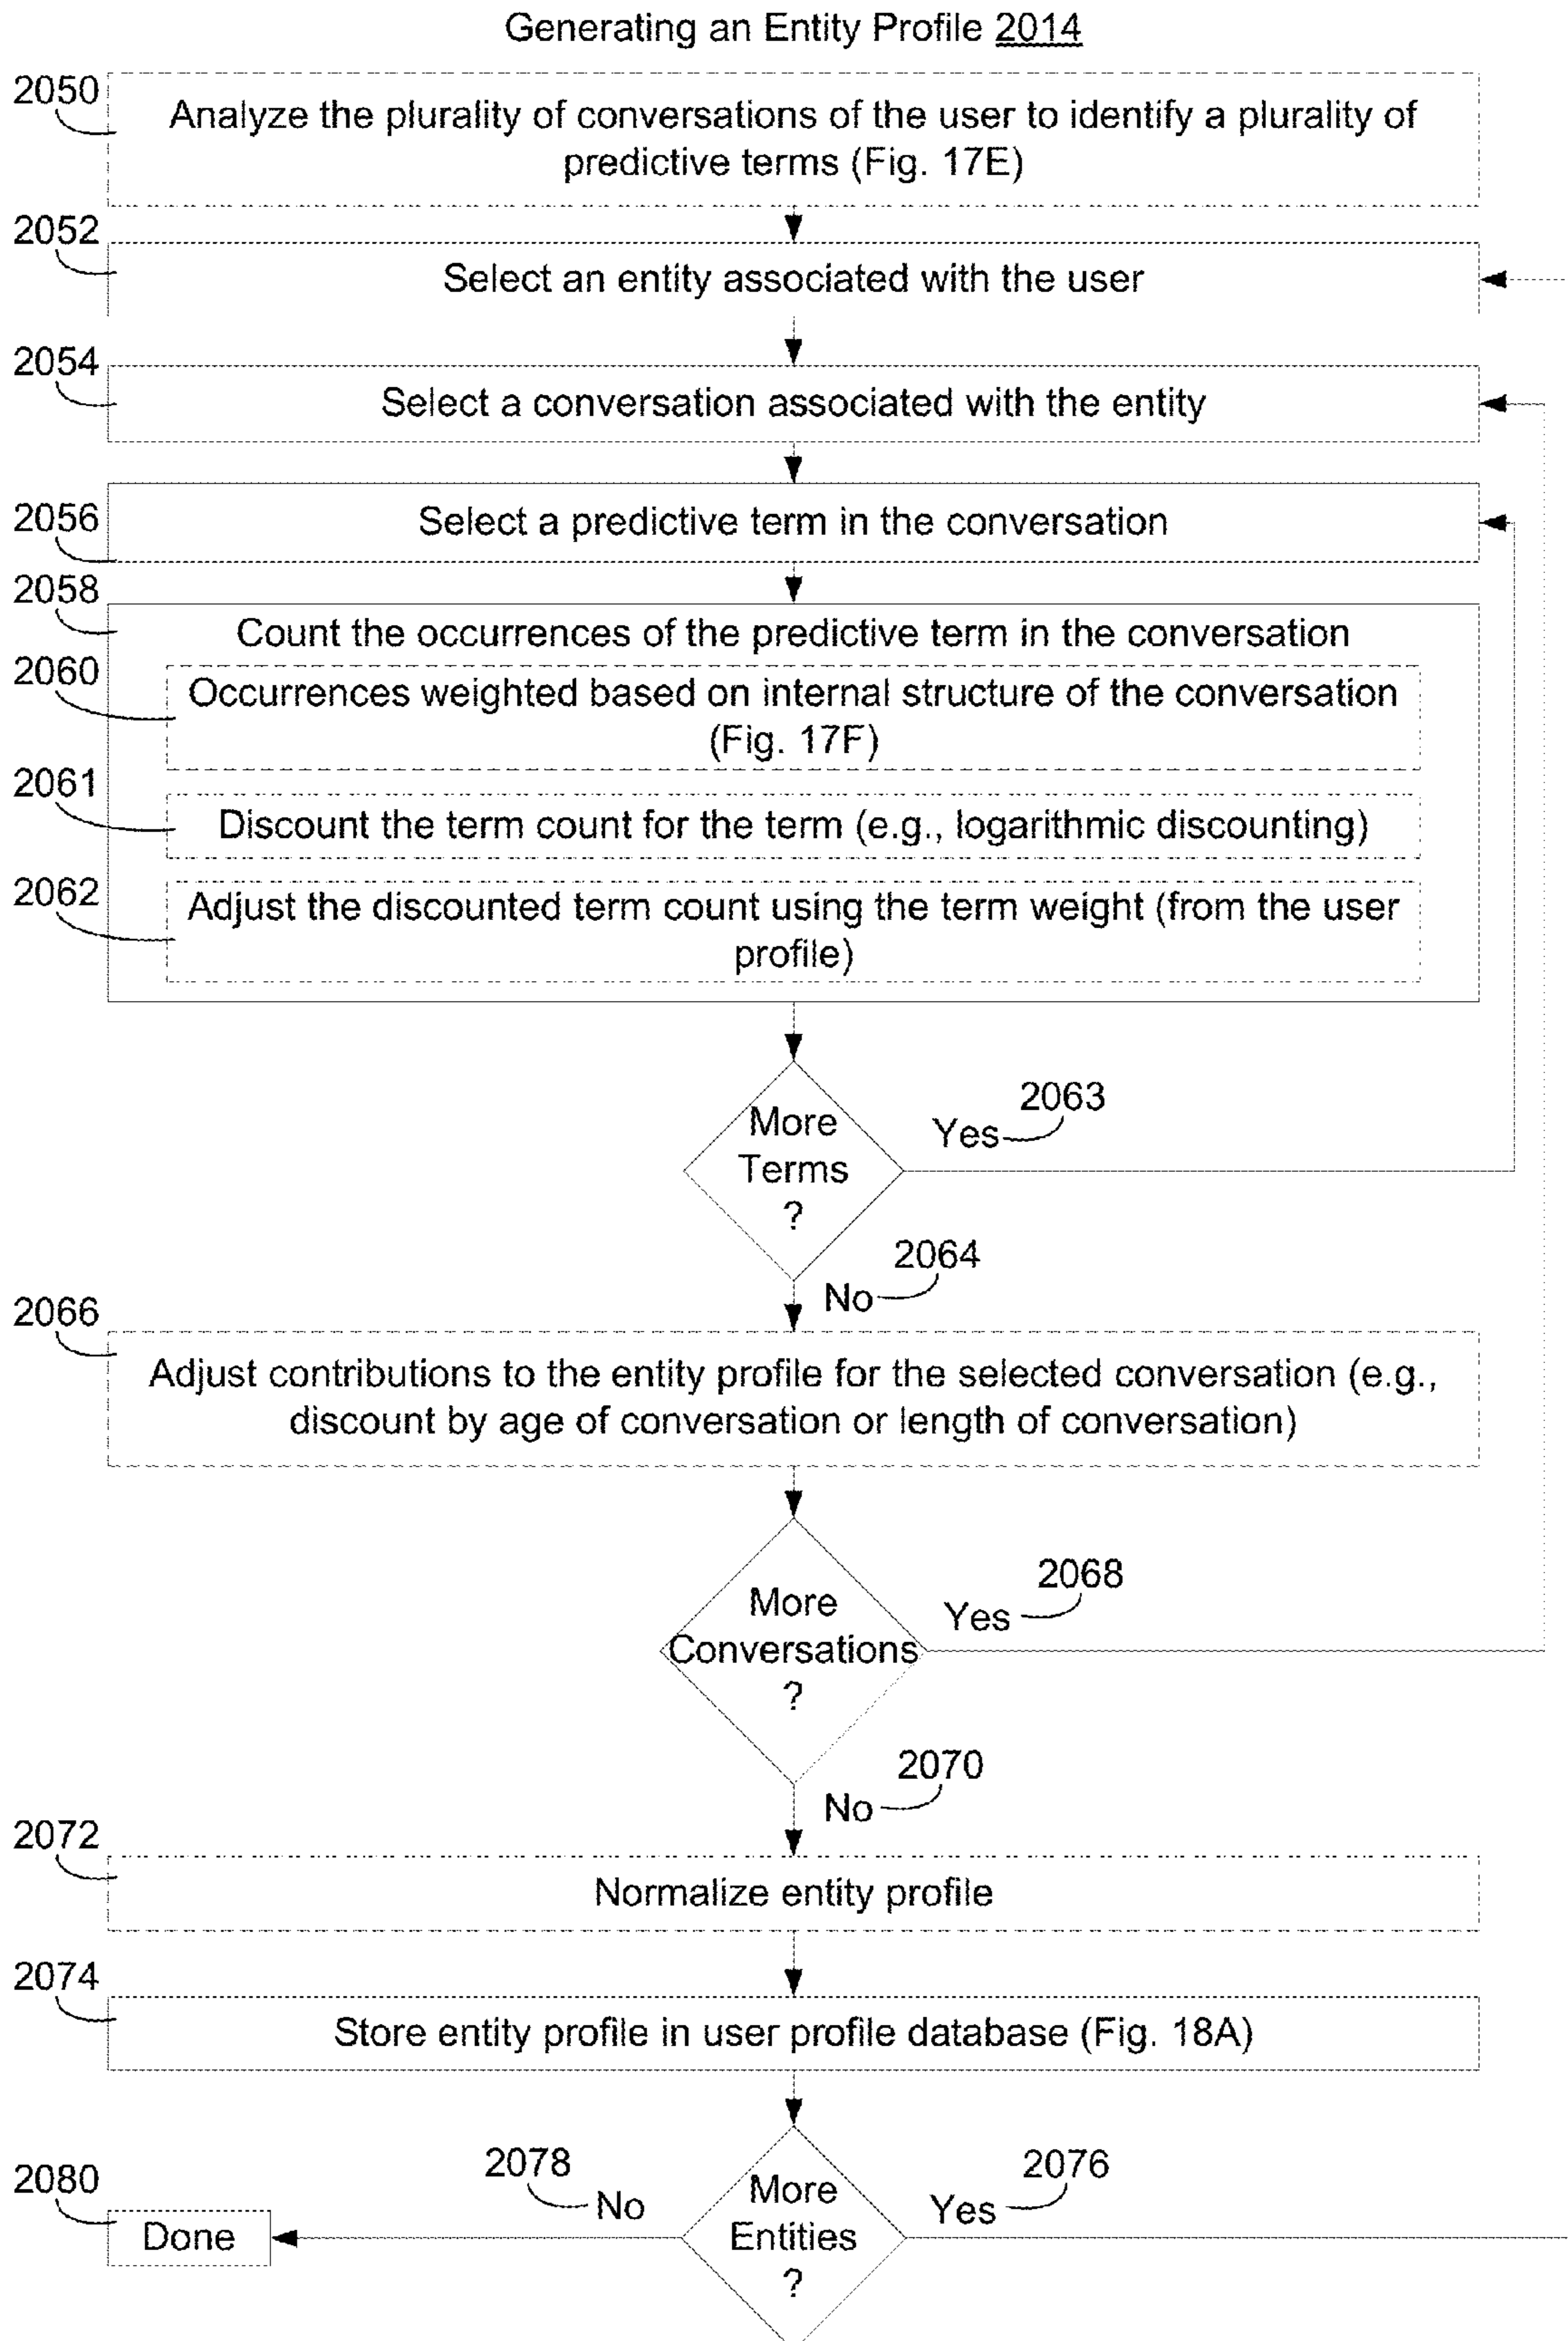 Generating an Entity Profile 2014
2050
Analyze the plurality of conversations of the user to identify a plurality of
predictive terms (Fig. 17E)
2052
Select an entity associated with the user
2054
Select a conversation associated with the entity
2056
Select a predictive term in the conversation
2058
Count the occurrences of the predictive term in the conversation
2060
Occurrences weighted based on internal structure of the conversation
(Fig. 17F)
2061
Discount the term count for the term (e.g., logarithmic discounting)
2062
Adjust the discounted term count using the term weight (from the user
profile)
More
Terms
?
Yes
2063
No
2064
2066
Adjust contributions to the entity profile for the selected conversation (e.g.,
discount by age of conversation or length of conversation)
More
Conversations
?
Yes
2068
No
2070
2072
Normalize entity profile
2074
Store entity profile in user profile database (Fig. 18A)
More
Entities
?
Yes
2076
No
2078
2080
Done